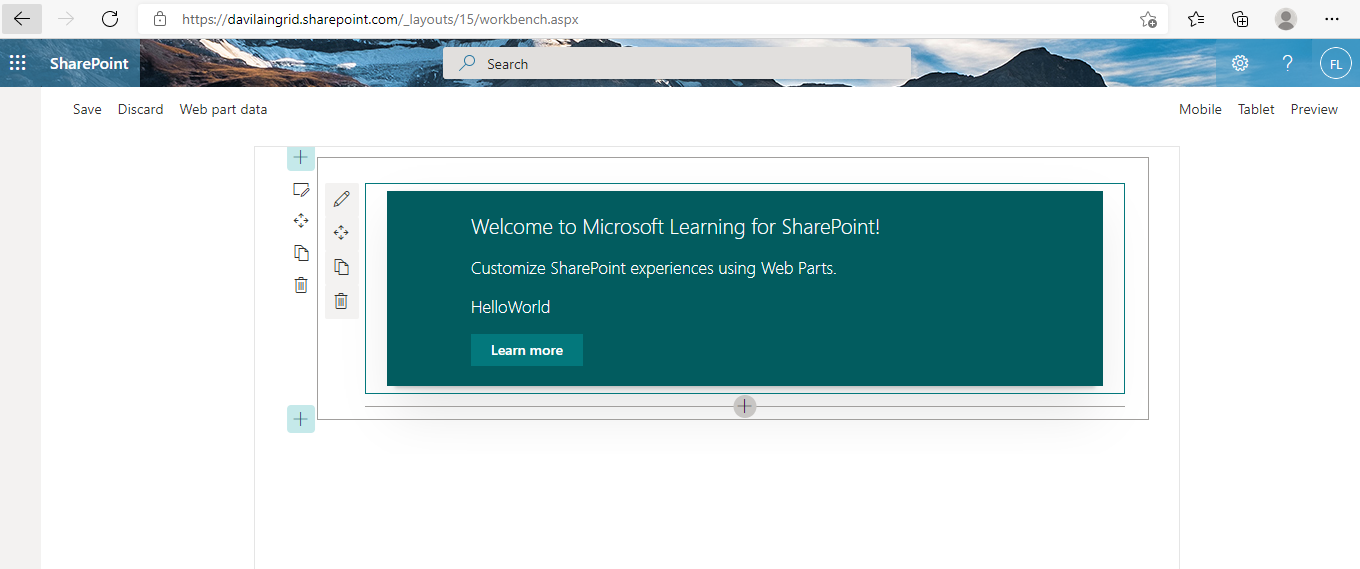 https://davilaingrid.sharepoint.com/_layouts/15/workbench.aspx
SharePoint Search ? FL
Save Discard Web part data Mobile Tablet Preview
Welcome to Microsoft Learning for SharePoint!
Customize SharePoint experiences using Web Parts.
HelloWorld
Learn more